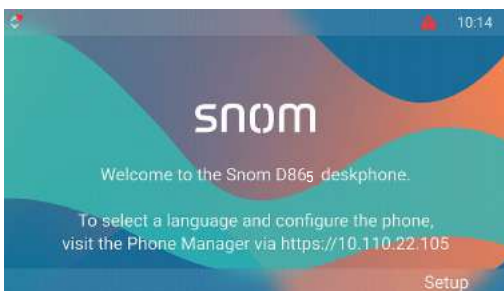 10:14
snom
Welcome to the Snom D865 deskphone.
To select a language and configure the phone,
visit the Phone Manager via https://10.110.22.105
Setup